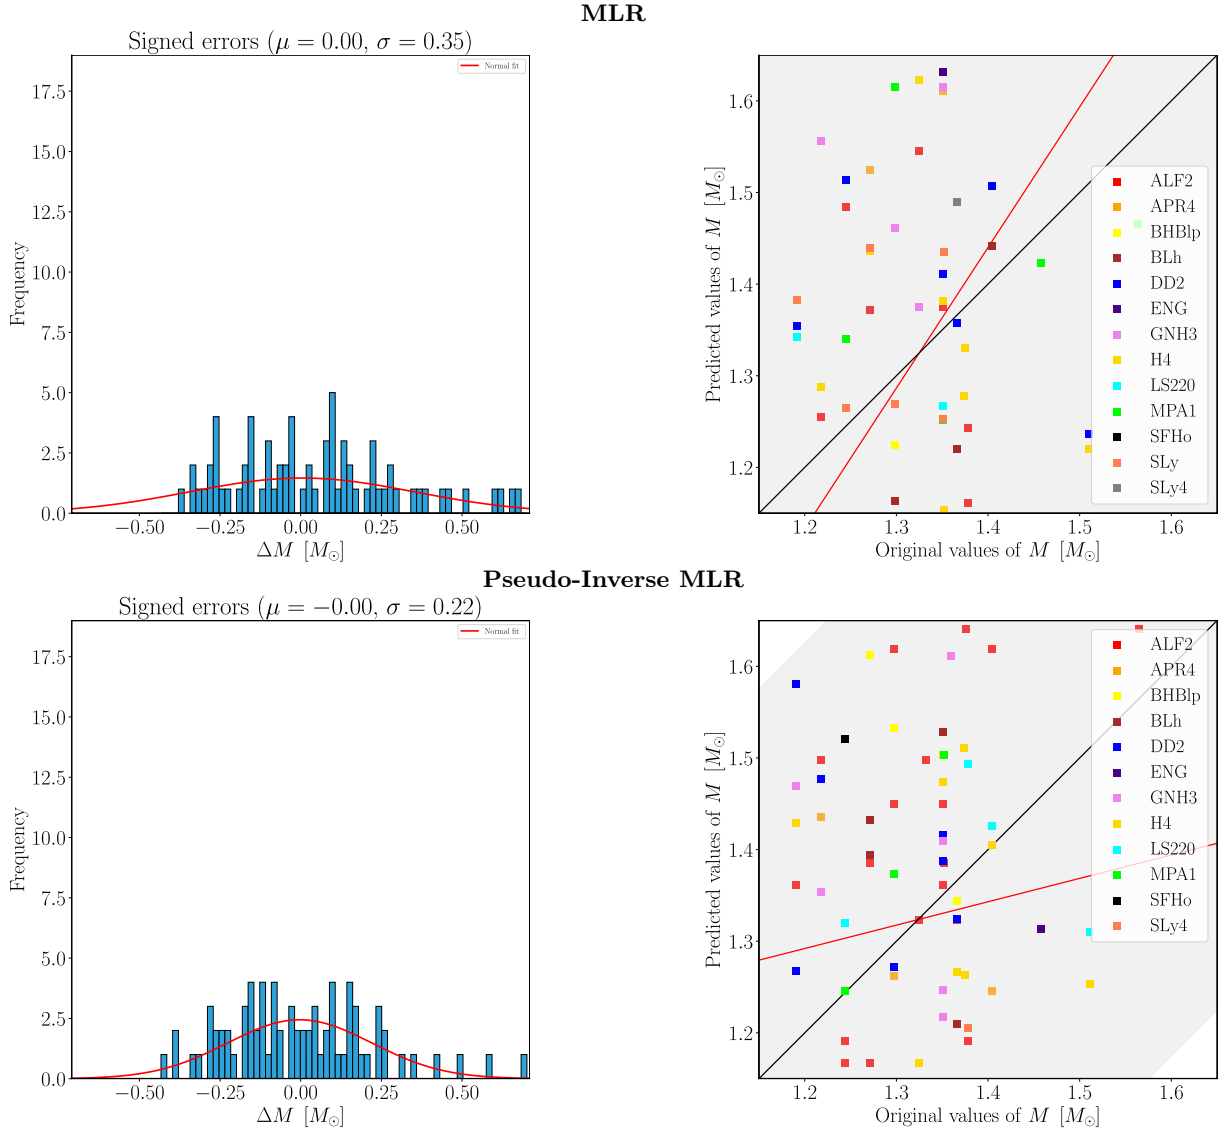 MLR
Signed errors (μ = 0.00, σ = 0.35)
Normal fit
17.5
15.0
12.5
10.0
7.5
5.0
2.5
0.0
Frequency
−0.50
−0.25
0.00
0.25
0.50
ΔM [M⊙]
1.6
1.5
1.4
1.3
1.2
Predicted values of M [M⊙]
ALF2
APR4
BHBlp
BLh
DD2
ENG
GNH3
H4
LS220
MPA1
SFHo
SLy
SLy4
1.2
1.3
1.4
1.5
1.6
Original values of M [M⊙]
Pseudo-Inverse MLR
Signed errors (μ = −0.00, σ = 0.22)
Normal fit
17.5
15.0
12.5
10.0
7.5
5.0
2.5
0.0
Frequency
−0.50
−0.25
0.00
0.25
0.50
ΔM [M⊙]
1.6
1.5
1.4
1.3
1.2
Predicted values of M [M⊙]
ALF2
APR4
BHBlp
BLh
DD2
ENG
GNH3
H4
LS220
MPA1
SFHo
SLy4
1.2
1.3
1.4
1.5
1.6
Original values of M [M⊙]